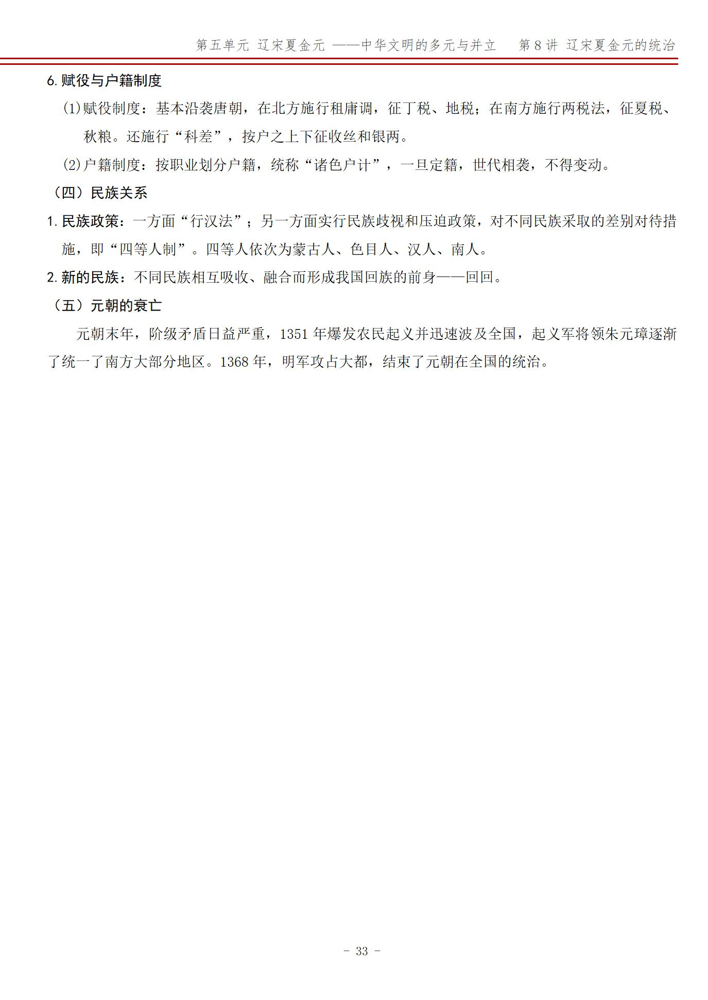 第五单元 辽宋夏金元 ——中华文明的多元与并立 第 8 讲 辽宋夏金元的统治
6.赋役与户籍制度
(1)赋役制度：基本沿袭唐朝，在北方施行租庸调，征丁税、地税；在南方施行两税法，征夏税、
秋粮。还施行“科差”，按户之上下征收丝和银两。
(2)户籍制度：按职业划分户籍，统称“诸色户计”，一旦定籍，世代相袭，不得变动。
（四）民族关系
1.民族政策：一方面“行汉法”；另一方面实行民族歧视和压迫政策，对不同民族采取的差别对待措
施，即“四等人制”。四等人依次为蒙古人、色目人、汉人、南人。
2.新的民族：不同民族相互吸收、融合而形成我国回族的前身——回回。
（五）元朝的衰亡
元朝末年，阶级矛盾日益严重，1351 年爆发农民起义并迅速波及全国，起义军将领朱元璋逐渐
了统一了南方大部分地区。1368 年，明军攻占大都，结束了元朝在全国的统治。
- 33 -